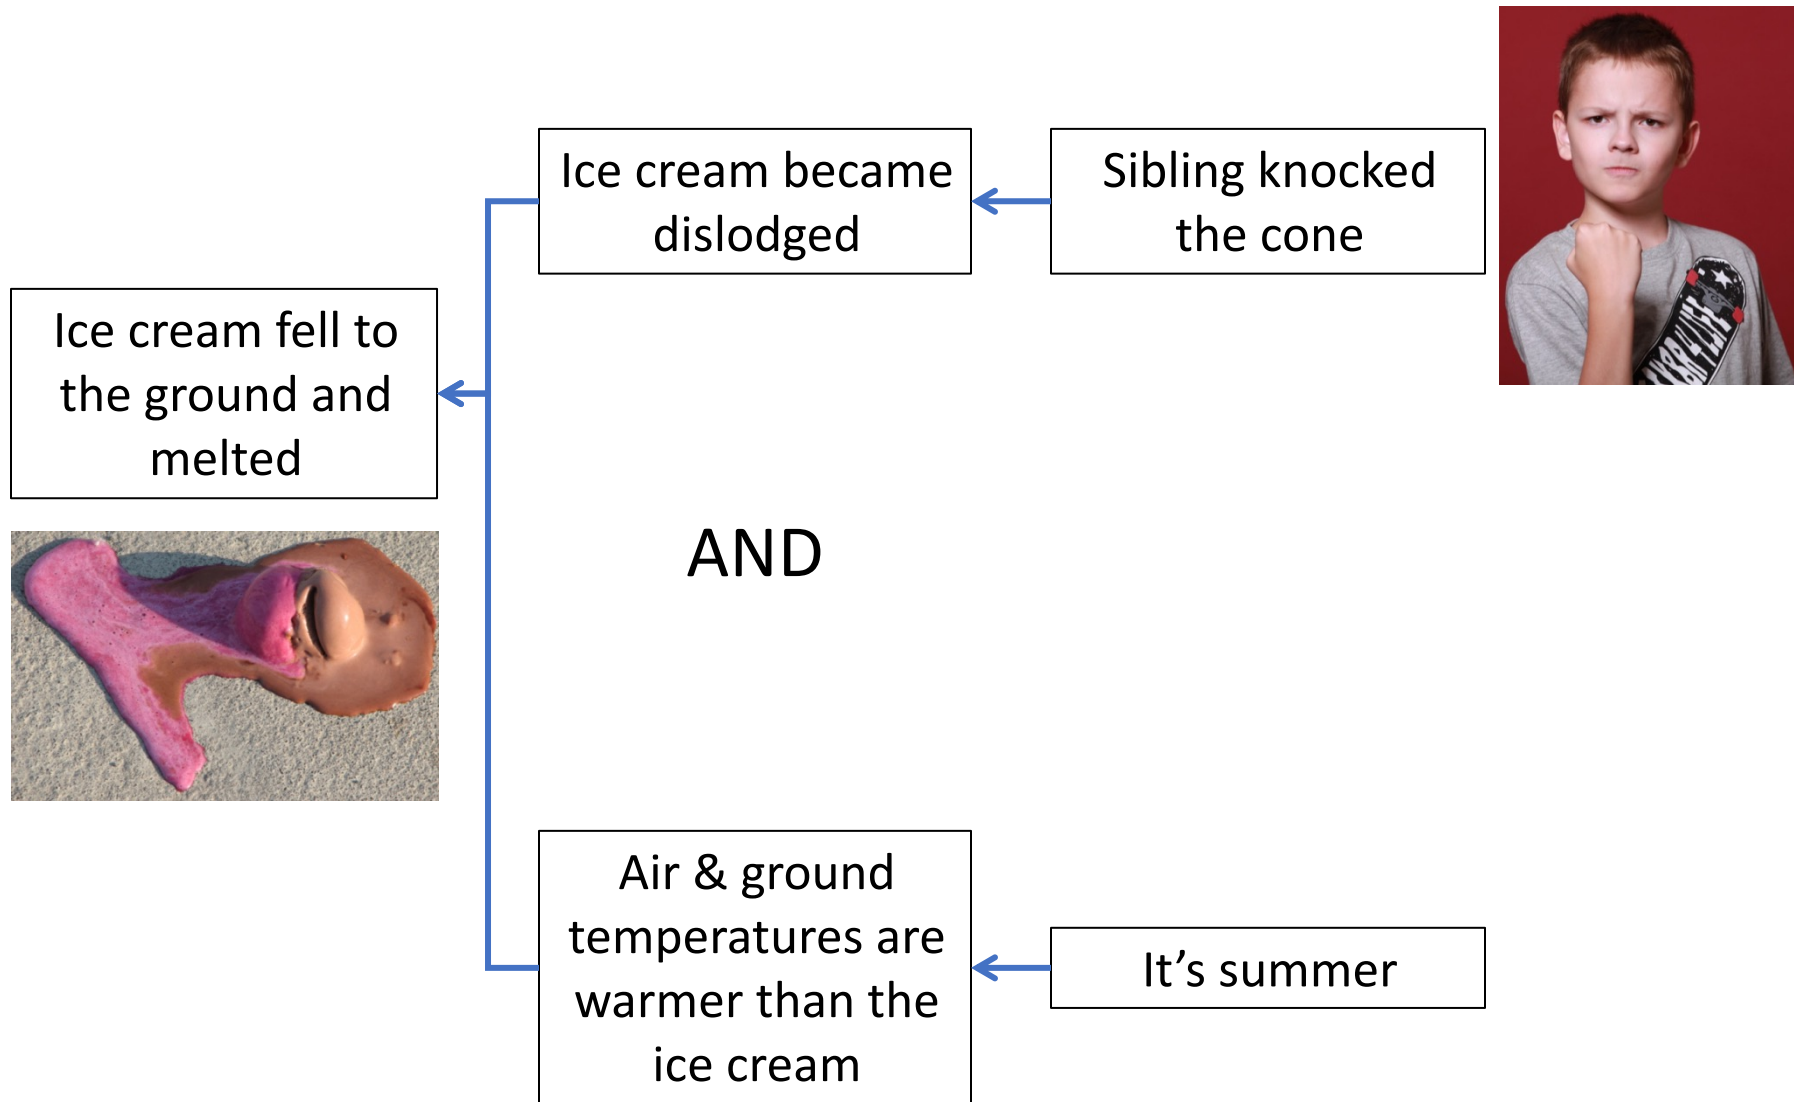 Ice cream became
dislodged
Sibling knocked
the cone
Ice cream fell to
the ground and
melted
AND
Air & ground
temperatures are
warmer than the
ice cream
It’s summer